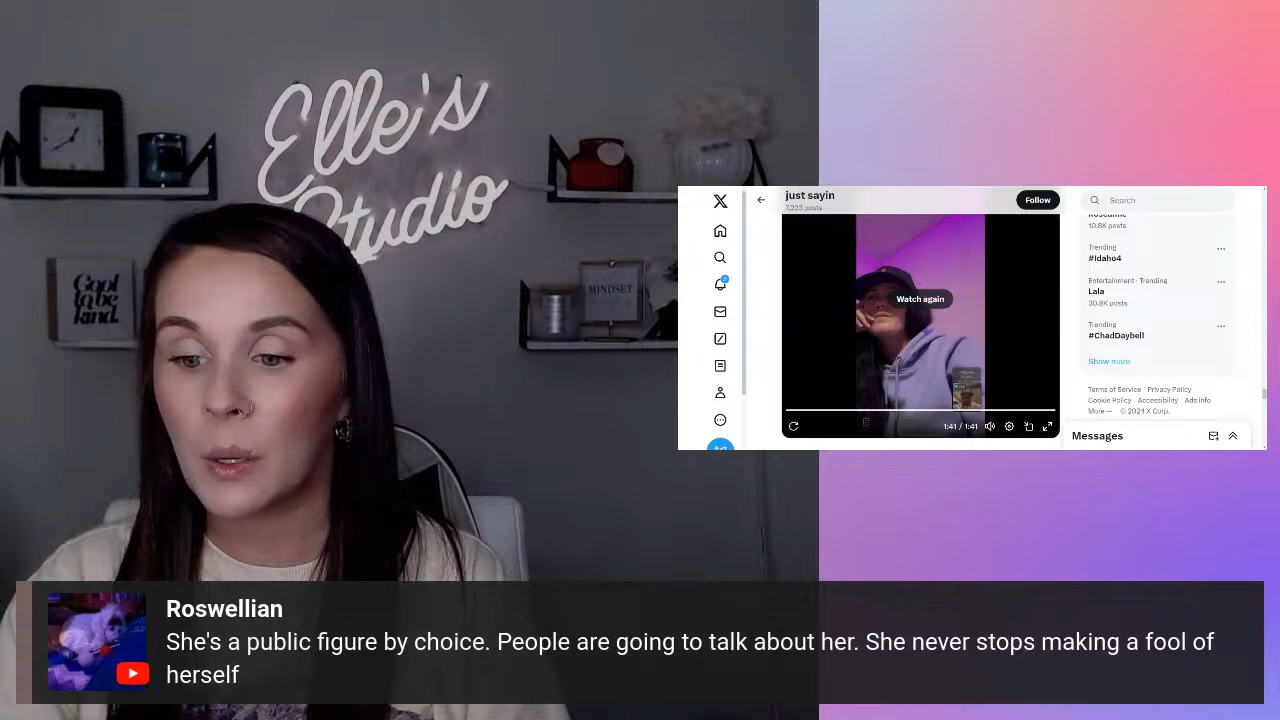 Elle's
Studio
Cool
to be
kind.
MINDSET
just sayin
7,223 posts
Follow
Search
Watch again
1:41 / 1:41
Roseanne
10.8K posts
Trending
#Idaho4
Entertainment · Trending
Lala
30.8K posts
Trending
#ChadDaybell
Show more
Terms of Service Privacy Policy
Cookie Policy Accessibility Ads info
More ··· © 2024 X Corp.
Messages
Roswellian
She's a public figure by choice. People are going to talk about her. She never stops making a fool of
herself